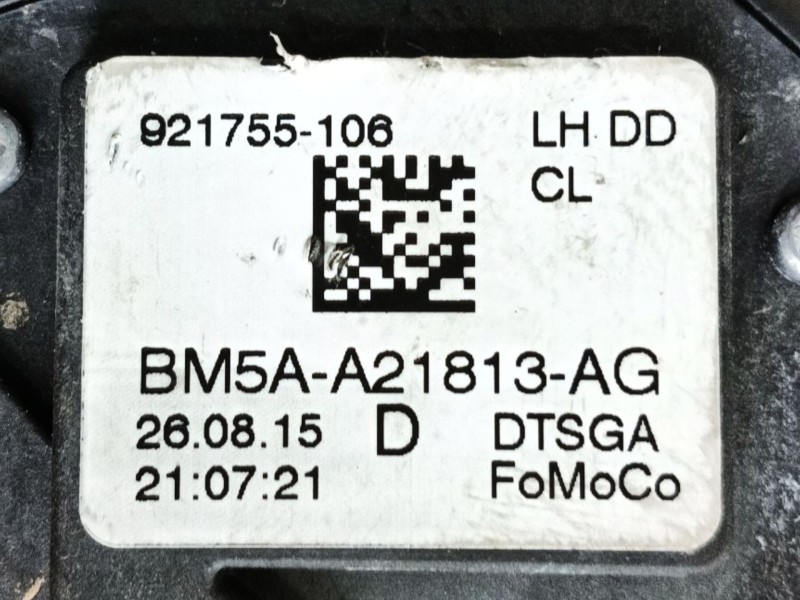 921755-106 LH DD
CL
BM5A-A21813-AG
26.08.15 D DTSGA
21:07:21 FoMoCo